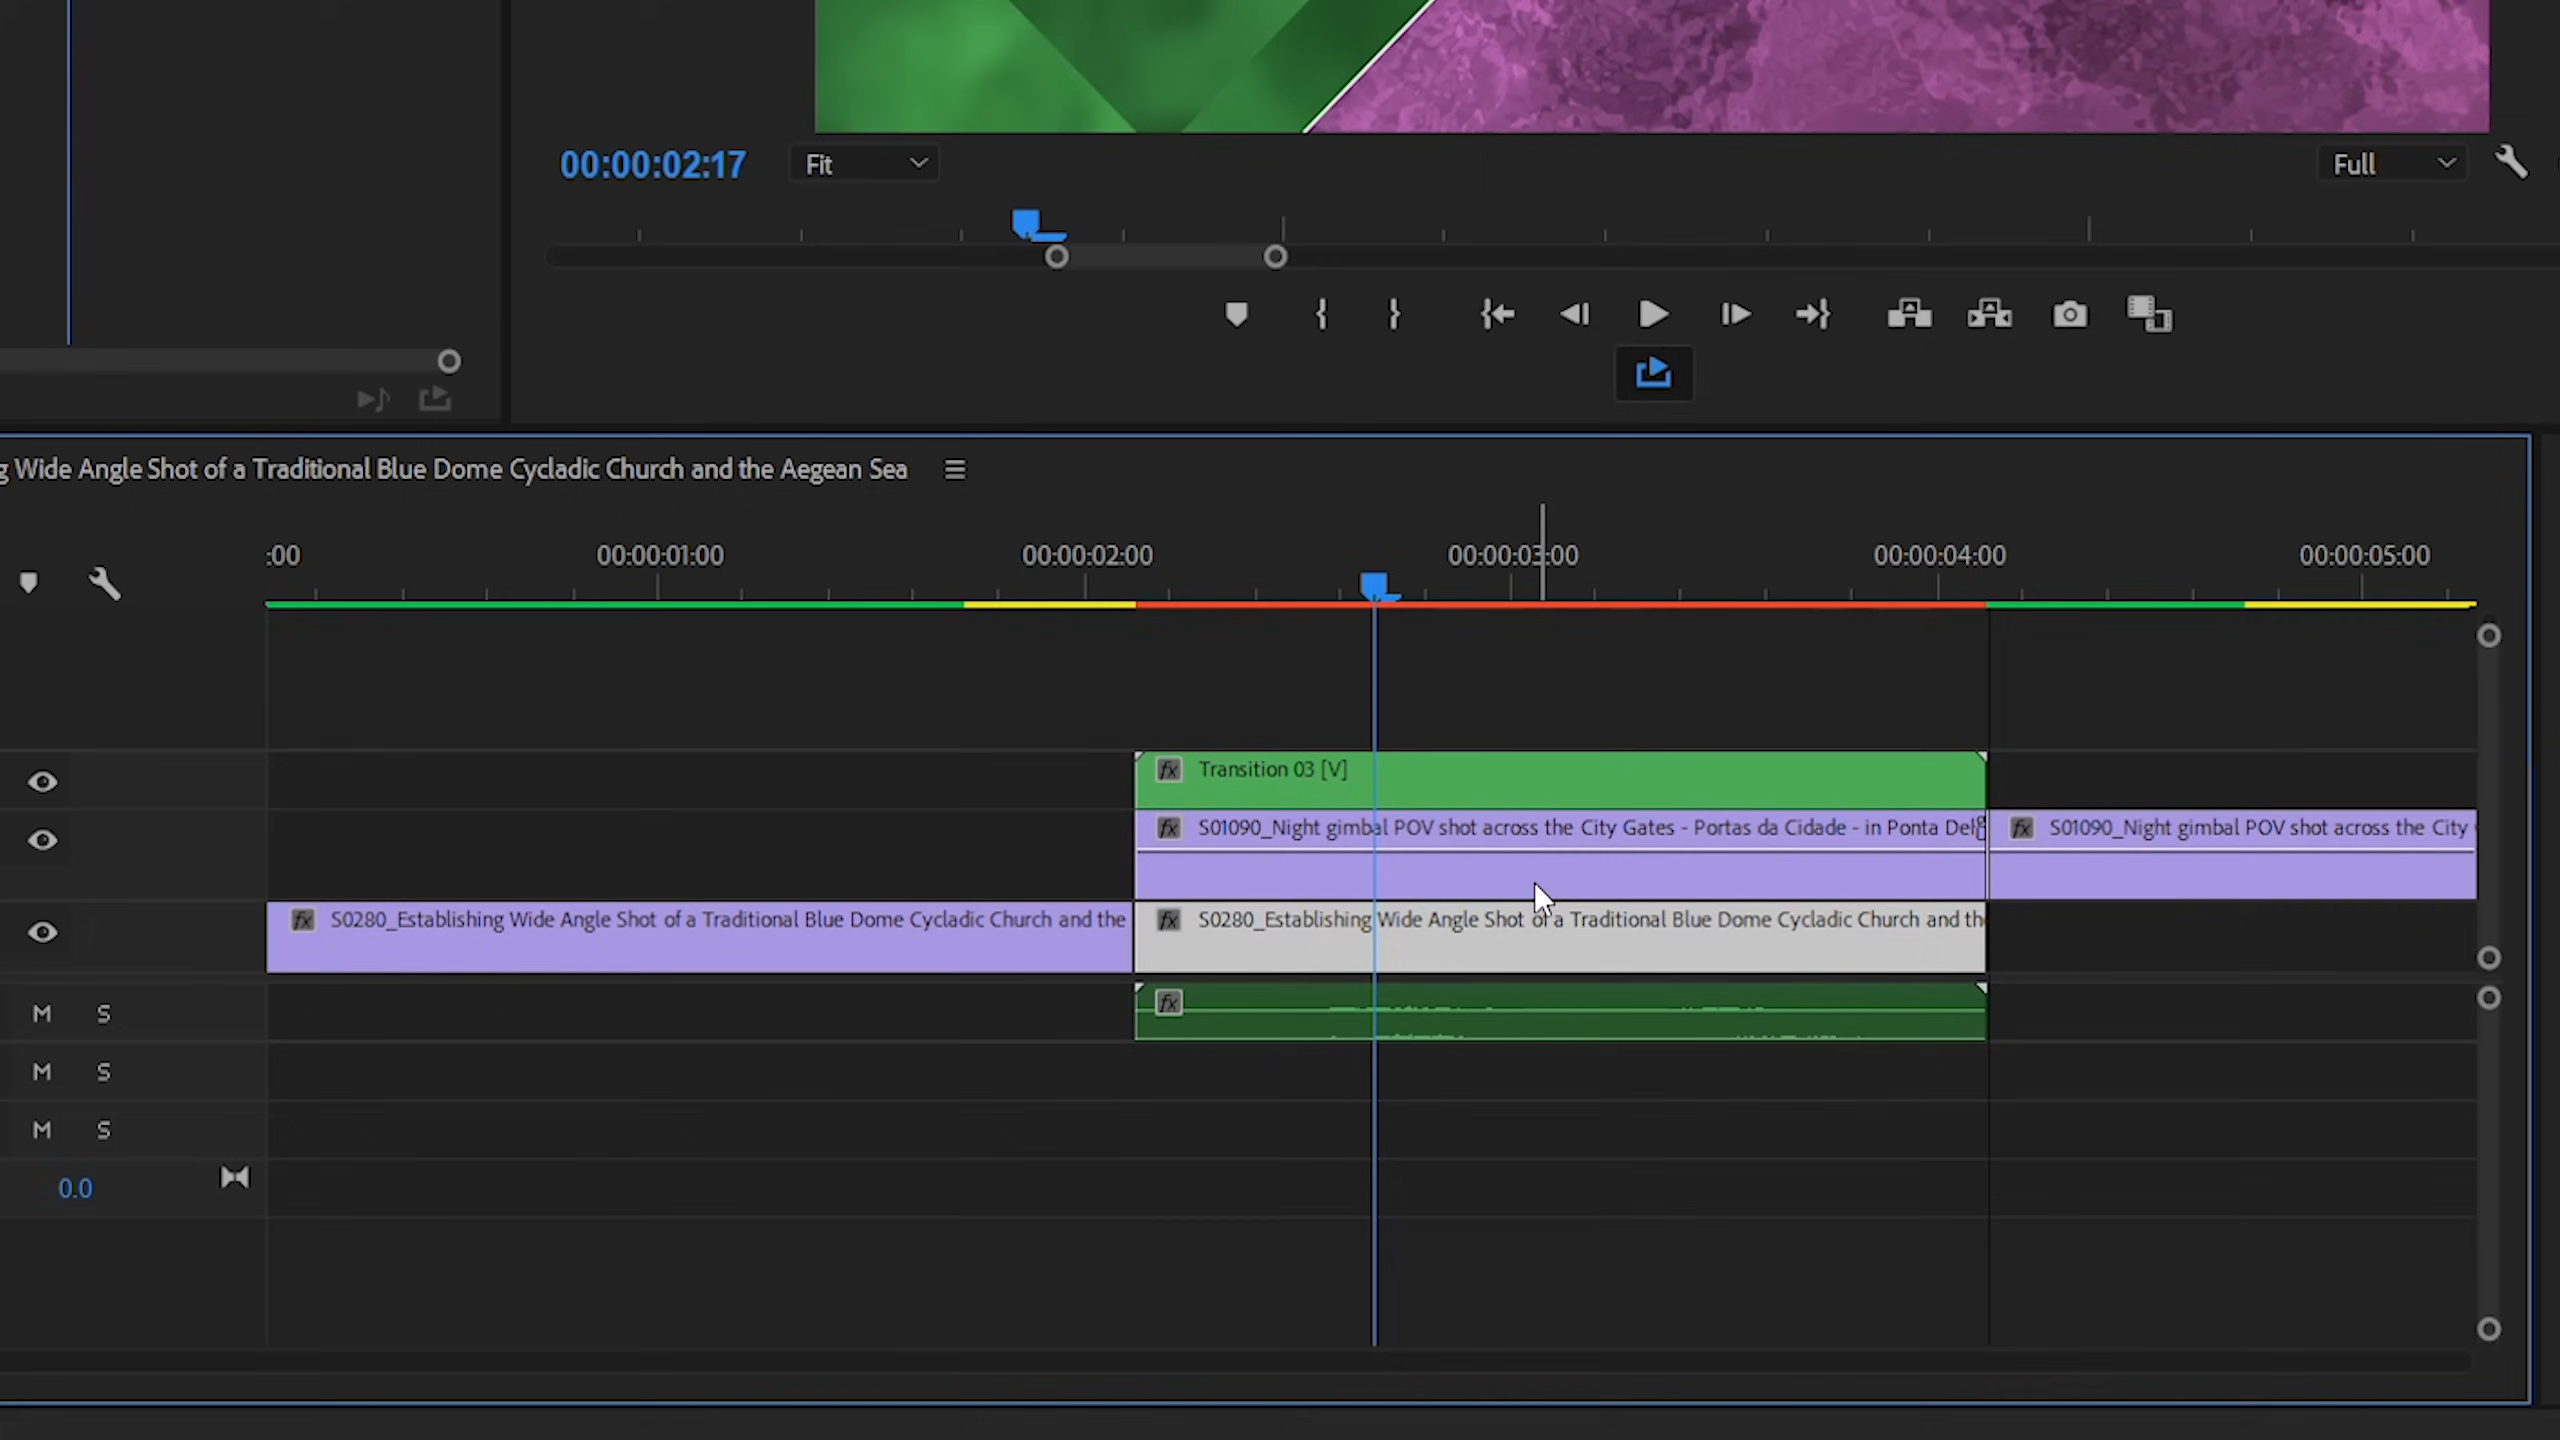 00:00:02:17 Fit Full
g Wide Angle Shot of a Traditional Blue Dome Cycladic Church and the Aegean Sea
:00 00:00:01:00 00:00:02:00 00:00:03:00 00:00:04:00 00:00:05:00
fx Transition 03 [V]
fx S01090_Night gimbal POV shot across the City Gates - Portas da Cidade - in Ponta Delg fx S01090_Night gimbal POV shot across the City
fx S0280_Establishing Wide Angle Shot of a Traditional Blue Dome Cycladic Church and the fx S0280_Establishing Wide Angle Shot of a Traditional Blue Dome Cycladic Church and the
M S fx
M S
M S
0.0